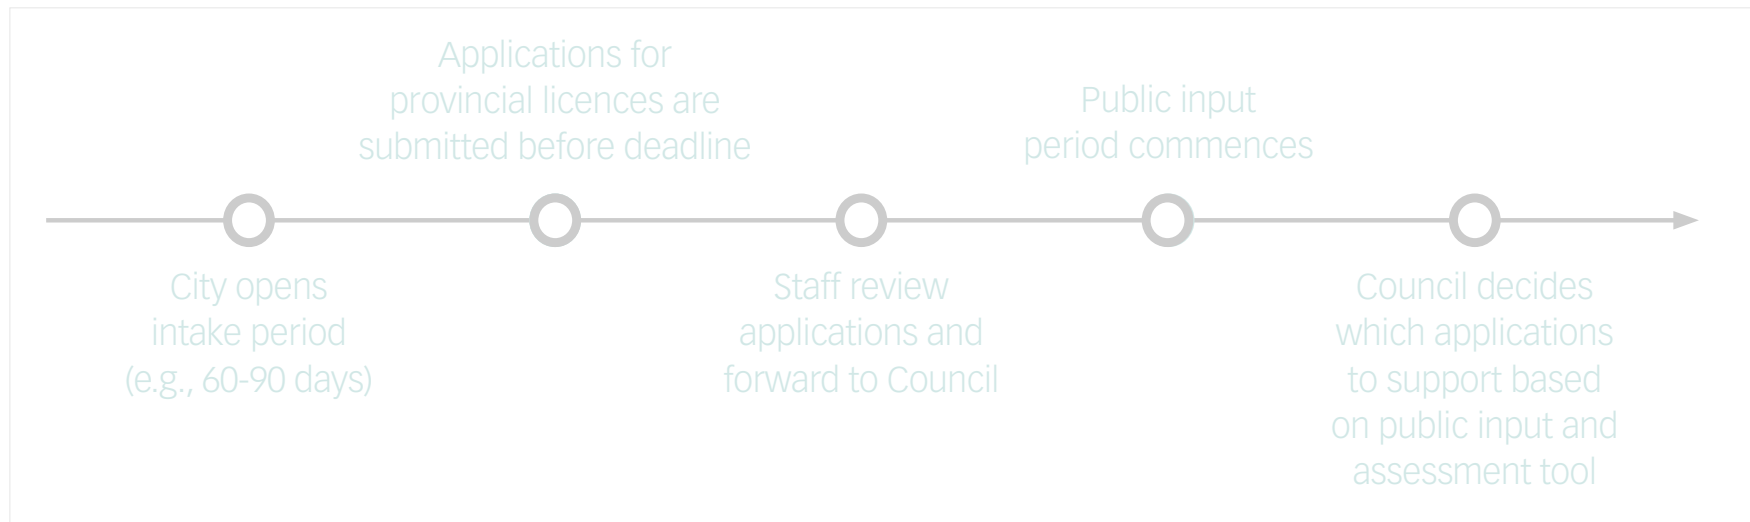 City opens
intake period
(e.g., 60-90 days)
Applications for
provincial licences are
submitted before deadline
Staff review
applications and
forward to Council
Public input
period commences
Council decides
which applications
to support based
on public input and
assessment tool